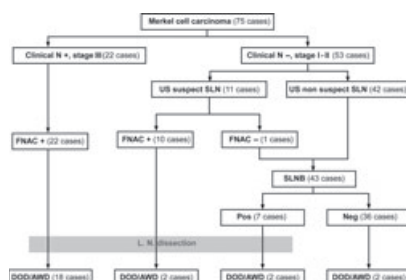 Merkel cell carcinoma (75 cases)
Clinical N +, stage III (22 cases)
Clinical N −, stage I–II (53 cases)
US suspect SLN (11 cases)
US non suspect SLN (42 cases)
FNAC + (22 cases)
FNAC + (10 cases)
FNAC − (1 cases)
SLNB (43 cases)
Pos (7 cases)
Neg (36 cases)
L. N. dissection
DOD/AWD (18 cases)
DOD/AWD (2 cases)
DOD/AWD (2 cases)
DOD/AWD (2 cases)